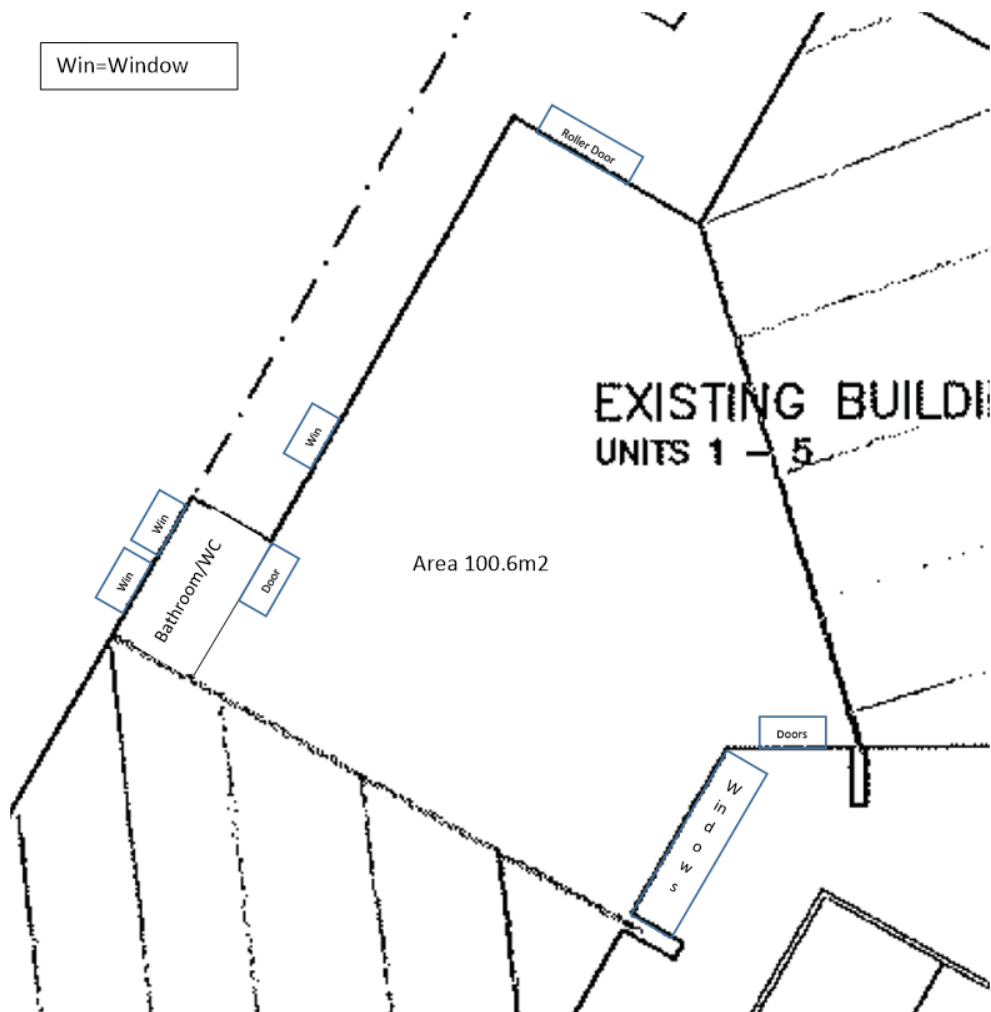 Win=Window
Roller Door
EXISTING BUILDI
UNITS 1 - 5
Win
Win
Win
Bathroom/WC
Door
Area 100.6m2
Doors
Windows